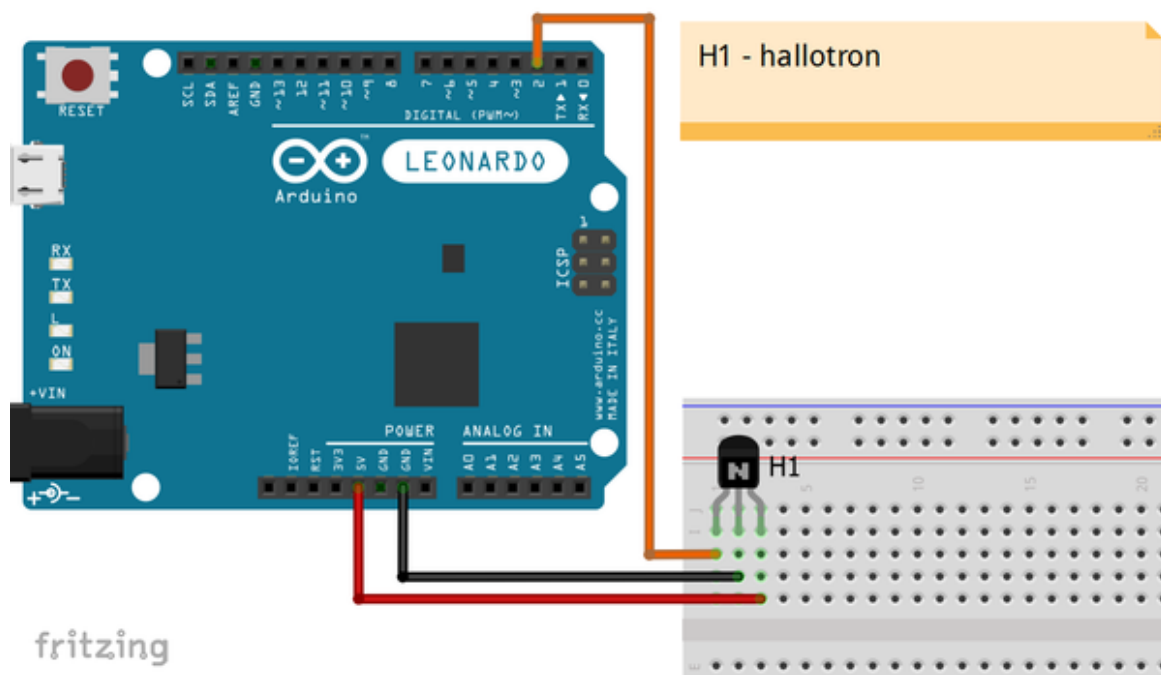 H1 - hallotron
RESET
SCL
SDA
AREF
GND
~13
12
~11
~10
~9
8
7
~6
~5
4
~3
2
TX▶1
RX◀0
DIGITAL (PWM~)
LEONARDO
TM
Arduino
1
ICSP
RX
TX
L
ON
www.arduino.cc
MADE IN ITALY
+VIN
POWER
ANALOG IN
IOREF
RST
3V3
5V
GND
GND
VIN
A0
A1
A2
A3
A4
A5
N
H1
10
15
20
J
I
E
fritzing